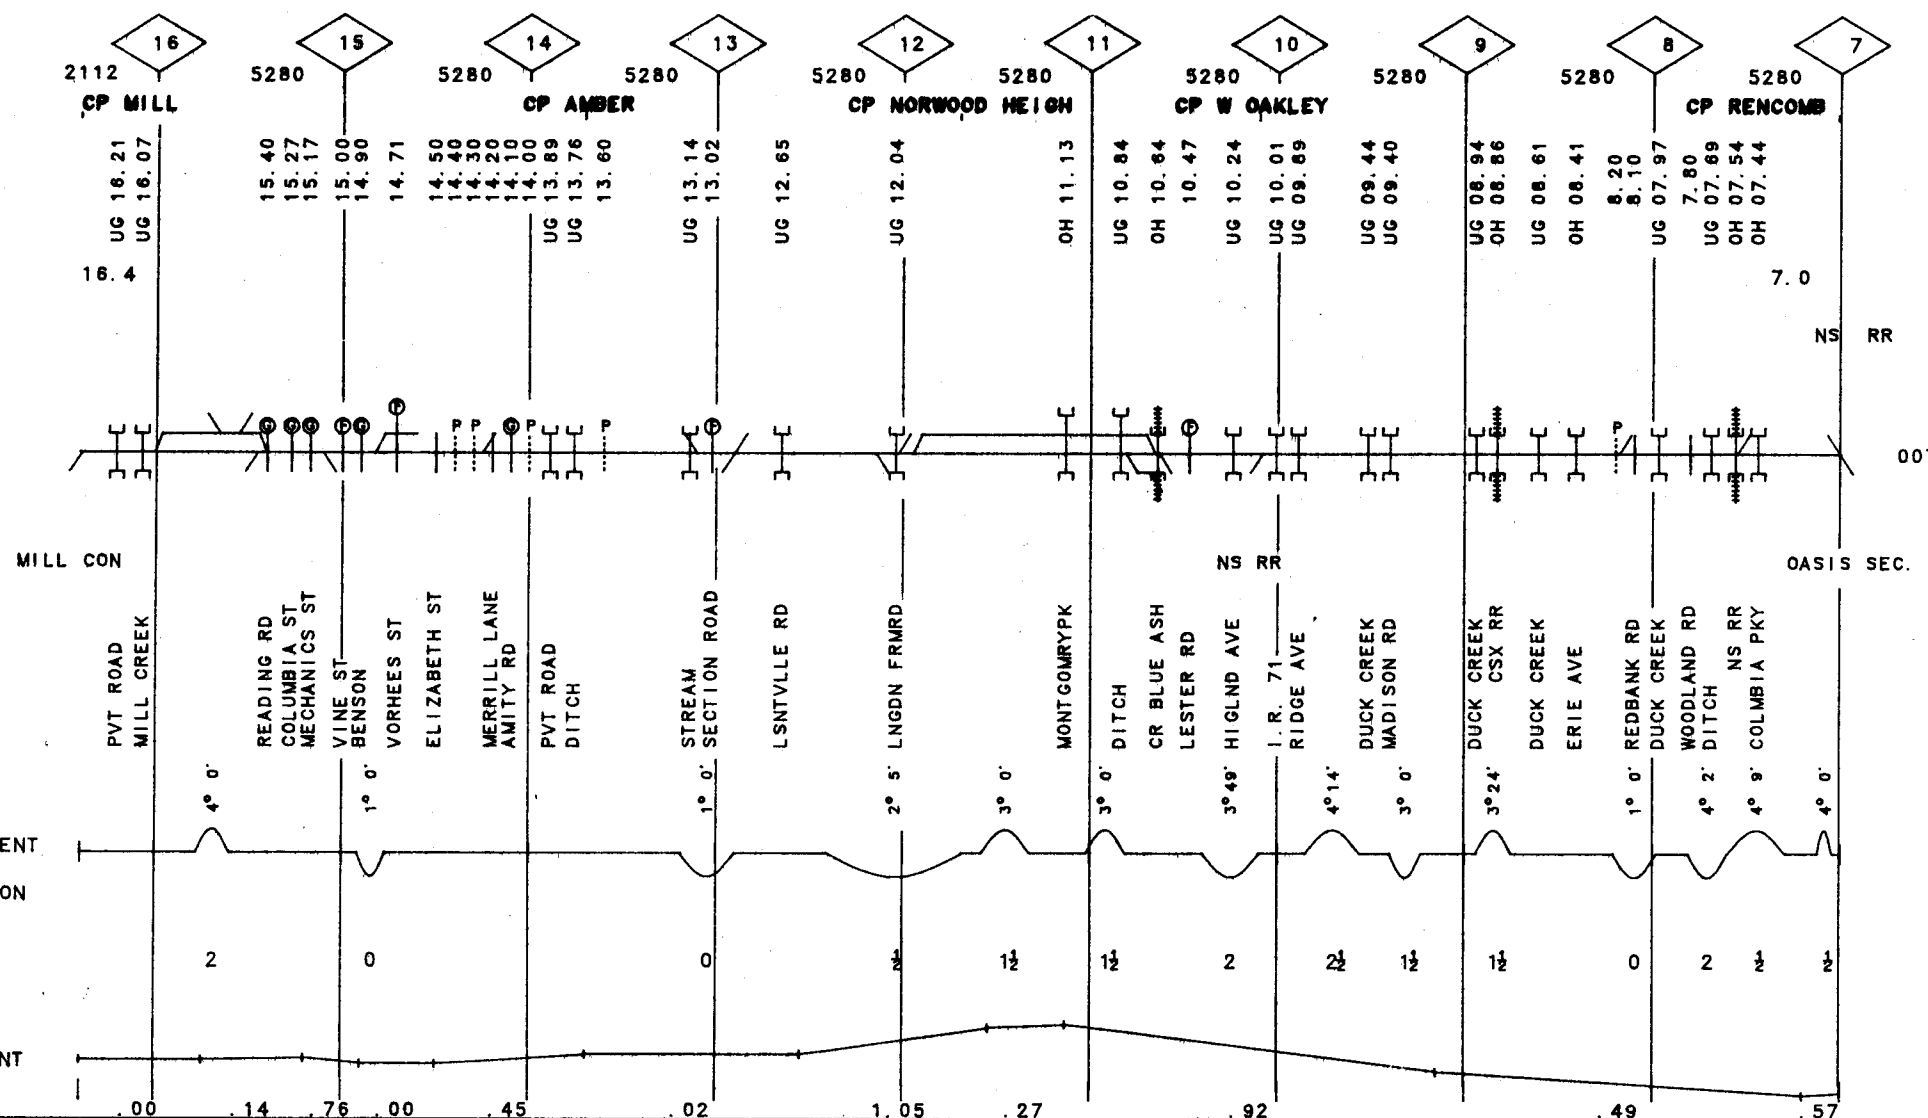 16 15 14 13 12 11 10 9 8 7
2112 5280 5280 5280 5280 5280 5280 5280 5280 5280
CP MILL CP AMBER CP NORWOOD HEIGH CP W OAKLEY CP RENCOMB
UG 16.21
UG 16.07
15.40
15.27
15.17
15.00
14.90
14.71
14.50
14.40
14.30
14.20
14.10
14.00
UG 13.89
UG 13.76
13.60
UG 13.14
13.02
UG 12.65
UG 12.04
OH 11.13
UG 10.84
OH 10.64
10.47
UG 10.24
UG 10.01
UG 09.89
UG 09.44
UG 09.40
UG 08.94
OH 08.86
UG 08.61
OH 08.41
8.20
8.10
UG 07.97
7.80
UG 07.69
OH 07.54
OH 07.44
16.4 7.0
NS RR
F
G G G F G P P G P P F F P
00
MILL CON NS RR OASIS SEC.
PVT ROAD
MILL CREEK
READING RD
COLUMBIA ST
MECHANICS ST
VINE ST
BENSON
VORHEES ST
ELIZABETH ST
MERRILL LANE
AMITY RD
PVT ROAD
DITCH
STREAM
SECTION ROAD
LSNTVLLE RD
LNGDN FRMRD
MONTGOMRYPK
DITCH
CR BLUE ASH
LESTER RD
HIGLND AVE
I.R. 71
RIDGE AVE
DUCK CREEK
MADISON RD
DUCK CREEK
CSX RR
DUCK CREEK
ERIE AVE
REDBANK RD
DUCK CREEK
WOODLAND RD
DITCH
NS RR
COLMBIA PKY
4° 0'
1° 0'
1° 0'
2° 5'
3° 0'
3° 0'
3°49'
4°14'
3° 0'
3°24'
1° 0'
4° 2'
4° 9'
4° 0'
ENT
ON
2 0 0 ½ 1½ 1½ 2 2½ 1½ 1½ 0 2 ½ ½
NT
.00 .14 .76 .00 .45 .02 1.05 .27 .92 .49 .57